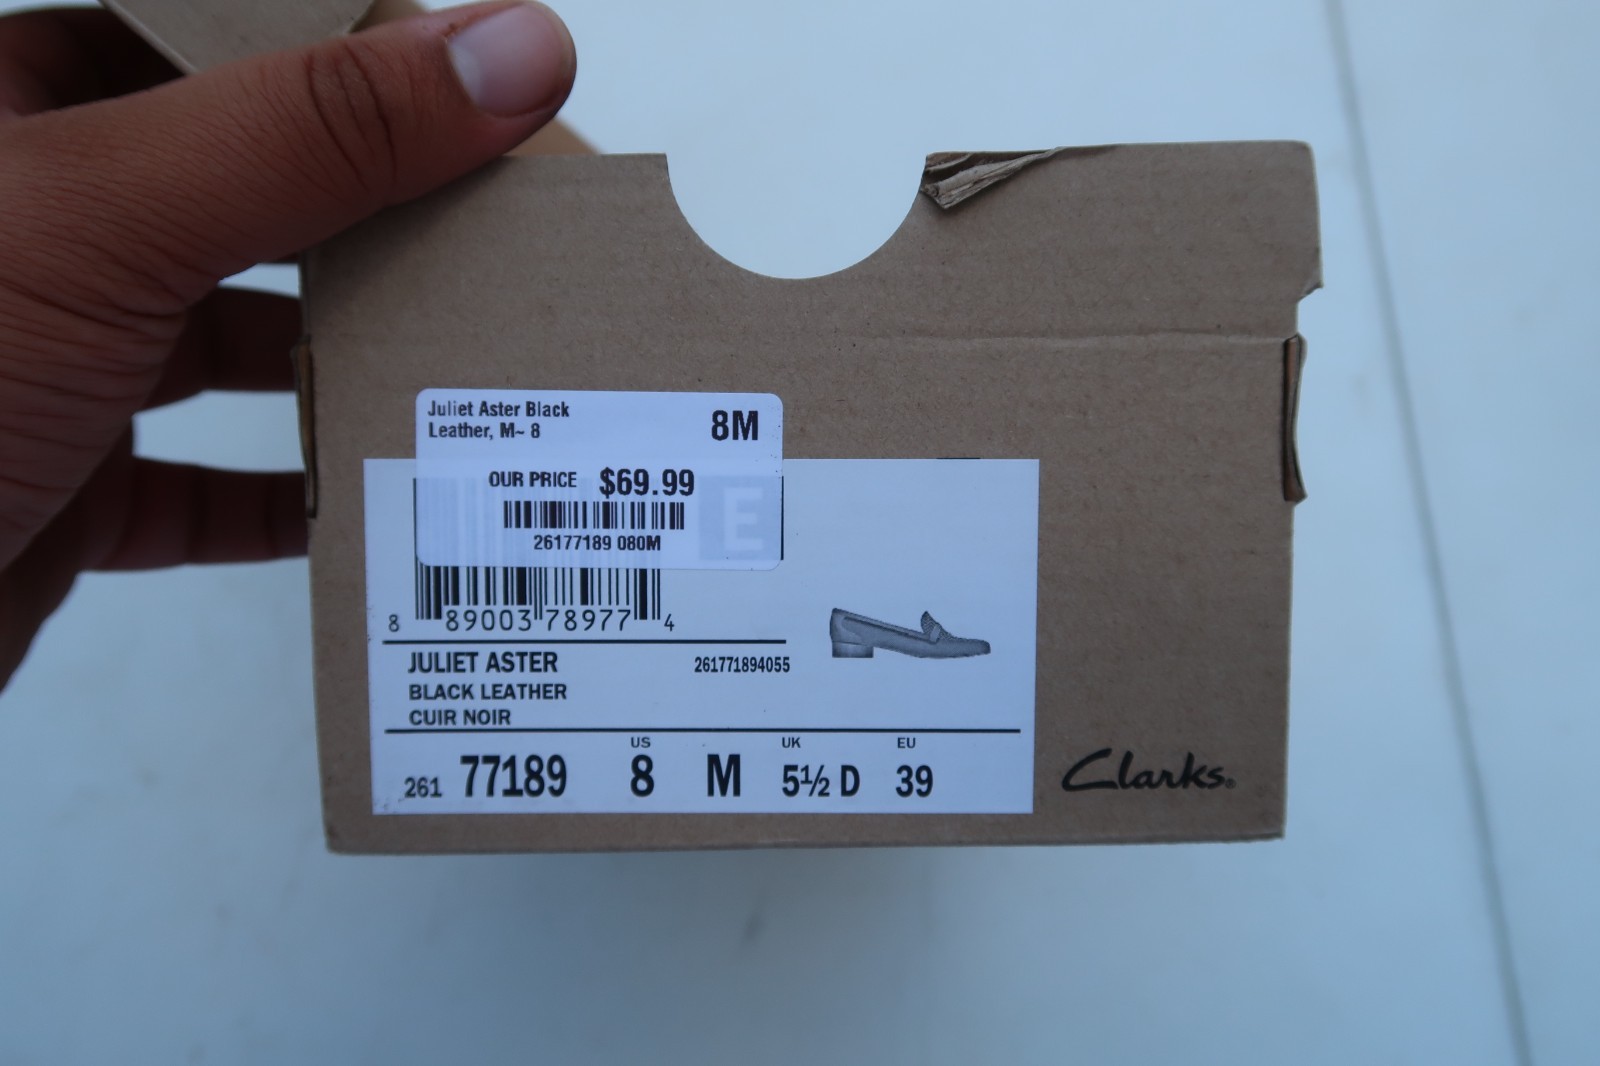 Juliet Aster Black
Leather, M~ 8
8M
OUR PRICE $69.99
26177189 080M
E
8 89003 78977 4
JULIET ASTER
261771894055
BLACK LEATHER
CUIR NOIR
US UK EU
261 77189 8 M 5½ D 39
Clarks®